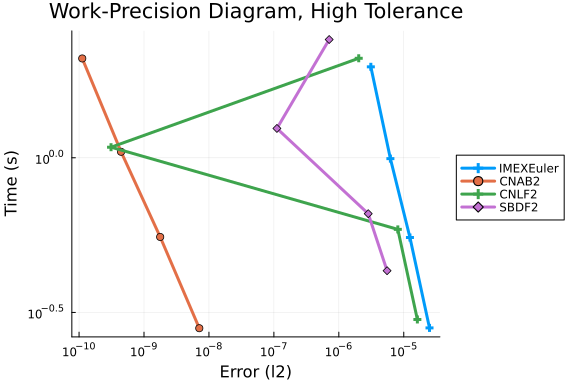 Work-Precision Diagram, High Tolerance
Time (s)
10^0.0
10^-0.5
10^-10
10^-9
10^-8
10^-7
10^-6
10^-5
Error (l2)
IMEXEuler
CNAB2
CNLF2
SBDF2